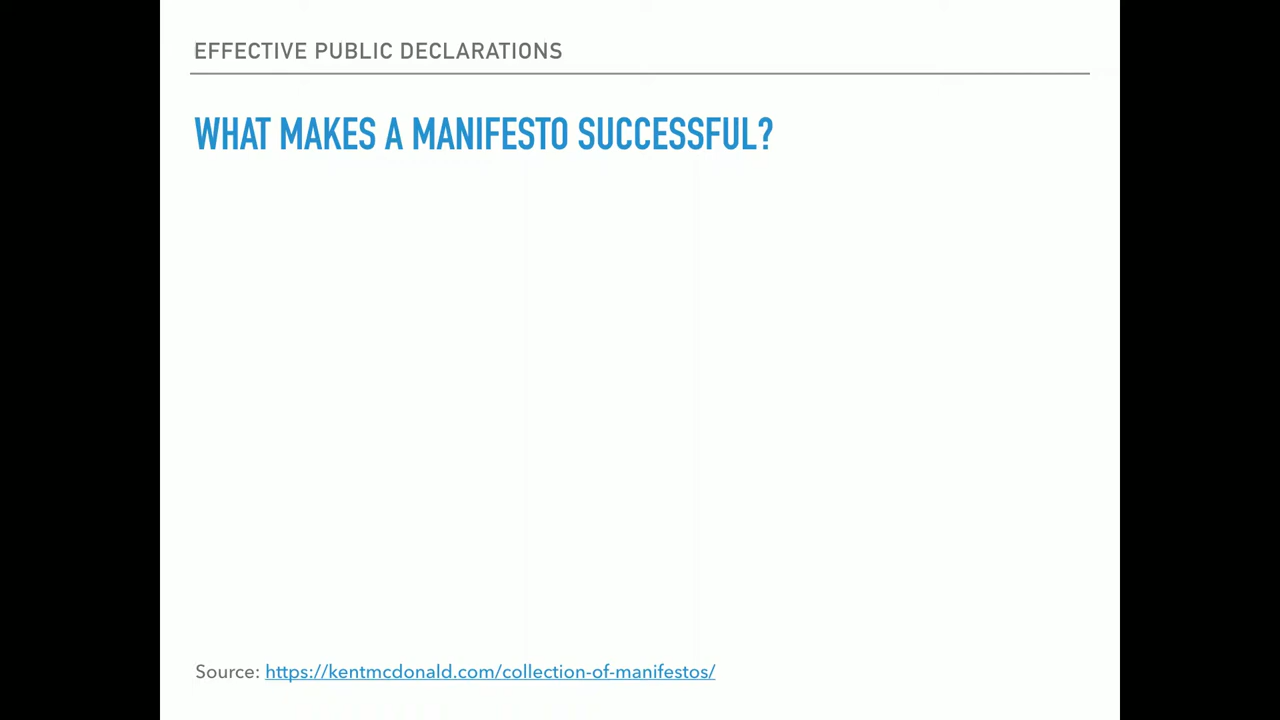 EFFECTIVE PUBLIC DECLARATIONS
WHAT MAKES A MANIFESTO SUCCESSFUL?
Source: https://kentmcdonald.com/collection-of-manifestos/